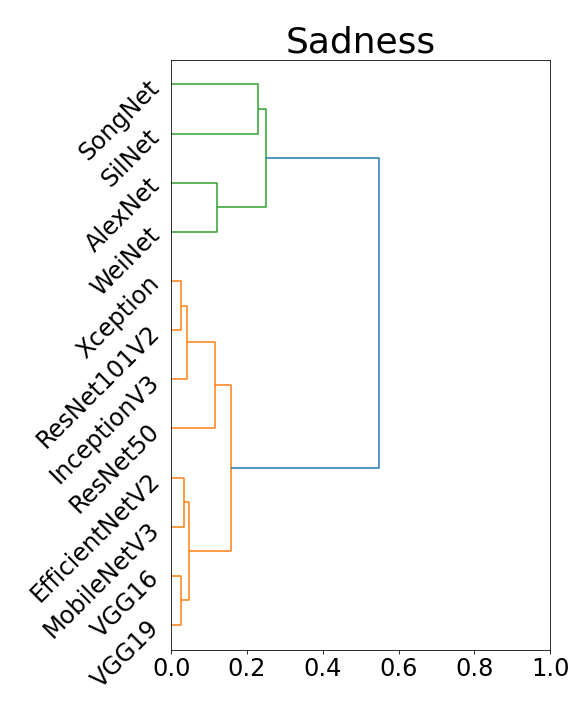 Sadness
SongNet
SilNet
AlexNet
WeiNet
Xception
ResNet101V2
InceptionV3
ResNet50
EfficientNetV2
MobileNetV3
VGG16
VGG19
0.0 0.2 0.4 0.6 0.8 1.0